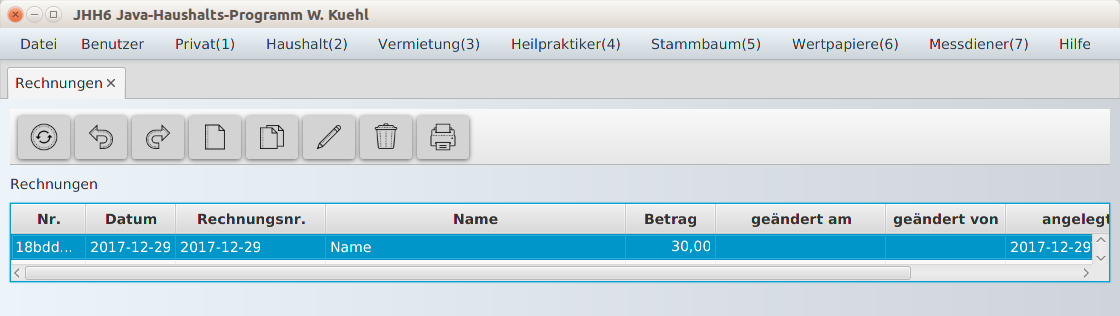 JHH6 Java-Haushalts-Programm W. Kuehl
Datei Benutzer Privat(1) Haushalt(2) Vermietung(3) Heilpraktiker(4) Stammbaum(5) Wertpapiere(6) Messdiener(7) Hilfe
Rechnungen
Rechnungen
Nr. Datum Rechnungsnr. Name Betrag geändert am geändert von angelegt
18bdd... 2017-12-29 2017-12-29 Name 30,00 2017-12-29